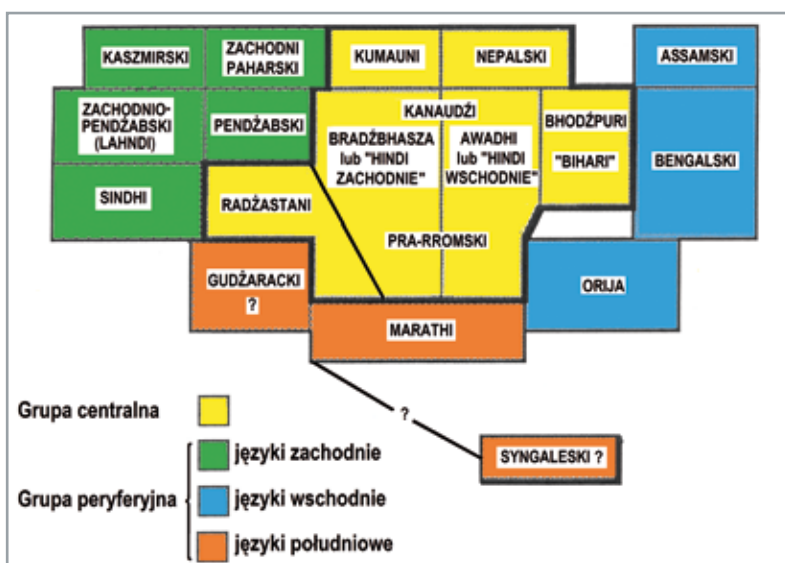 KASZMIRSKI
ZACHODNI
PAHARSKI
KUMAUNI
NEPALSKI
ASSAMSKI
ZACHODNIO-
PENDŻABSKI
(LAHNDI)
PENDŻABSKI
KANAUDŹI
BRADŹBHASZA
lub "HINDI
ZACHODNIE"
AWADHI
lub "HINDI
WSCHODNIE"
BHODŹPURI
"BIHARI"
BENGALSKI
SINDHI
RADŻASTANI
PRA-RROMSKI
GUDŻARACKI
?
MARATHI
ORIJA
?
SYNGALESKI ?
Grupa centralna
Grupa peryferyjna
języki zachodnie
języki wschodnie
języki południowe